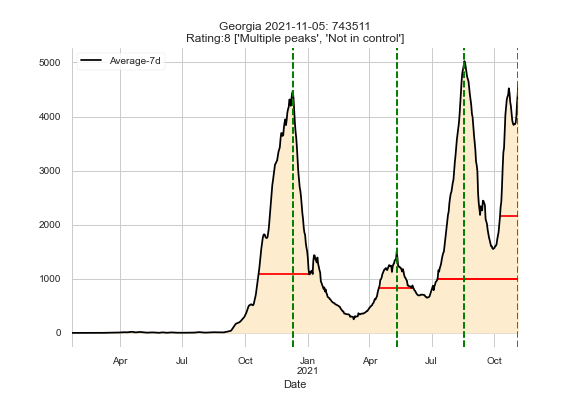 Georgia 2021-11-05: 743511
Rating:8 ['Multiple peaks', 'Not in control']
Average-7d
5000
4000
3000
2000
1000
0
Apr Jul Oct Jan Apr Jul Oct
2021
Date